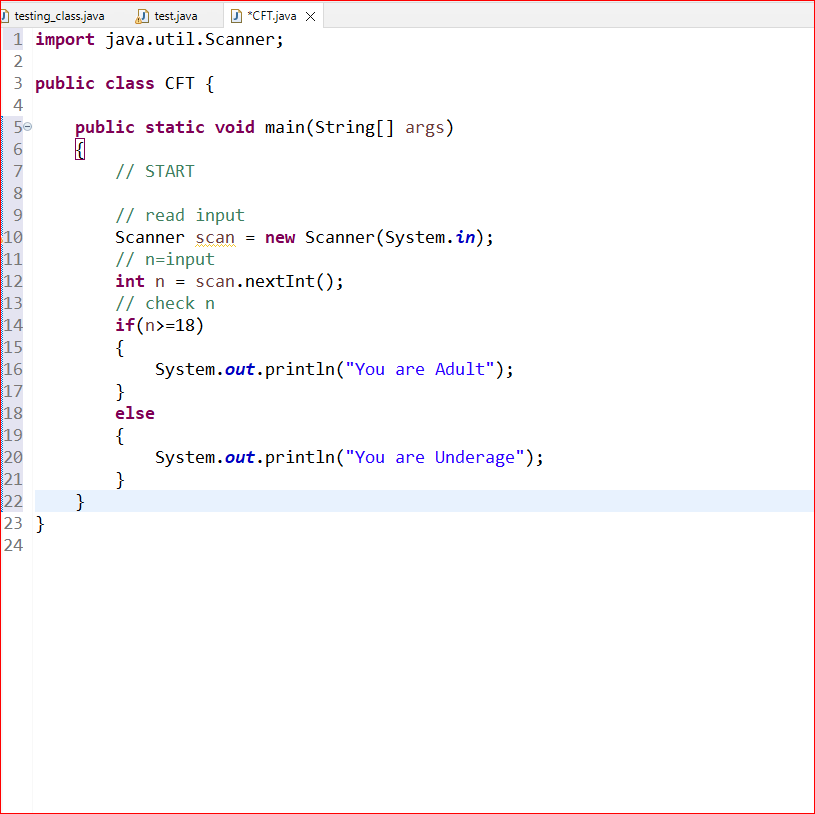 testing_class.java test.java *CFT.java
1 import java.util.Scanner;
2
3 public class CFT {
4
5 public static void main(String[] args)
6 {
7 // START
8
9 // read input
10 Scanner scan = new Scanner(System.in);
11 // n=input
12 int n = scan.nextInt();
13 // check n
14 if(n>=18)
15 {
16 System.out.println("You are Adult");
17 }
18 else
19 {
20 System.out.println("You are Underage");
21 }
22 }
23 }
24